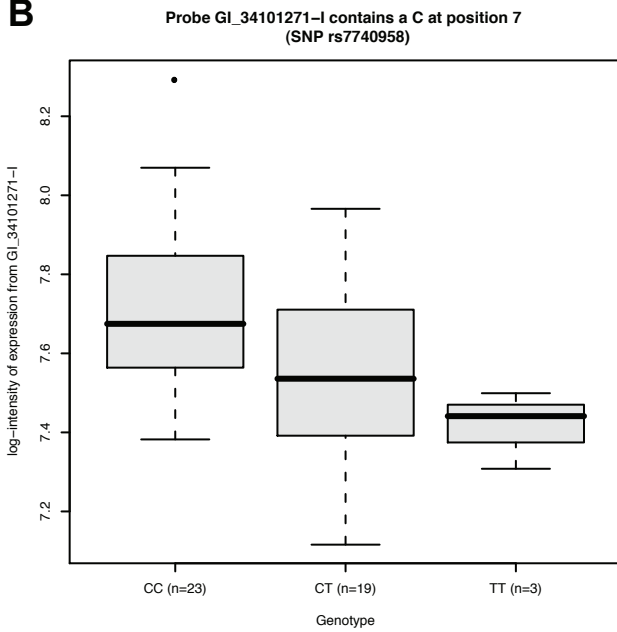 B
Probe GI_34101271−I contains a C at position 7
(SNP rs7740958)
log−intensity of expression from GI_34101271−I
8.2
8.0
7.8
7.6
7.4
7.2
CC (n=23) CT (n=19) TT (n=3)
Genotype